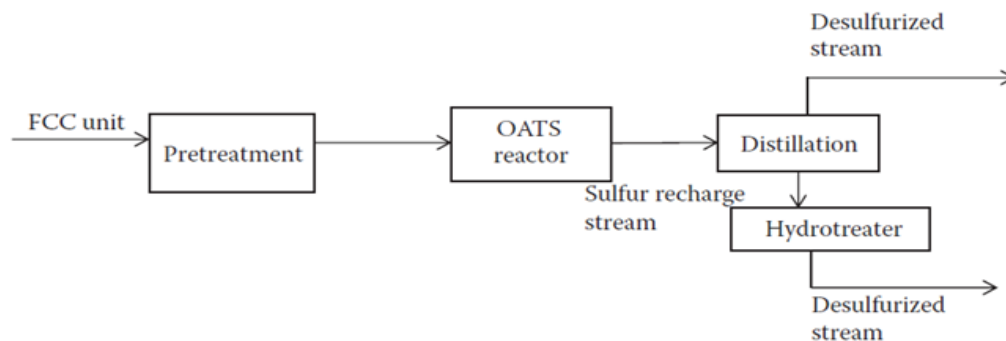 Desulfurized
stream
FCC unit
Pretreatment
OATS
reactor
Distillation
Sulfur recharge
stream
Hydrotreater
Desulfurized
stream